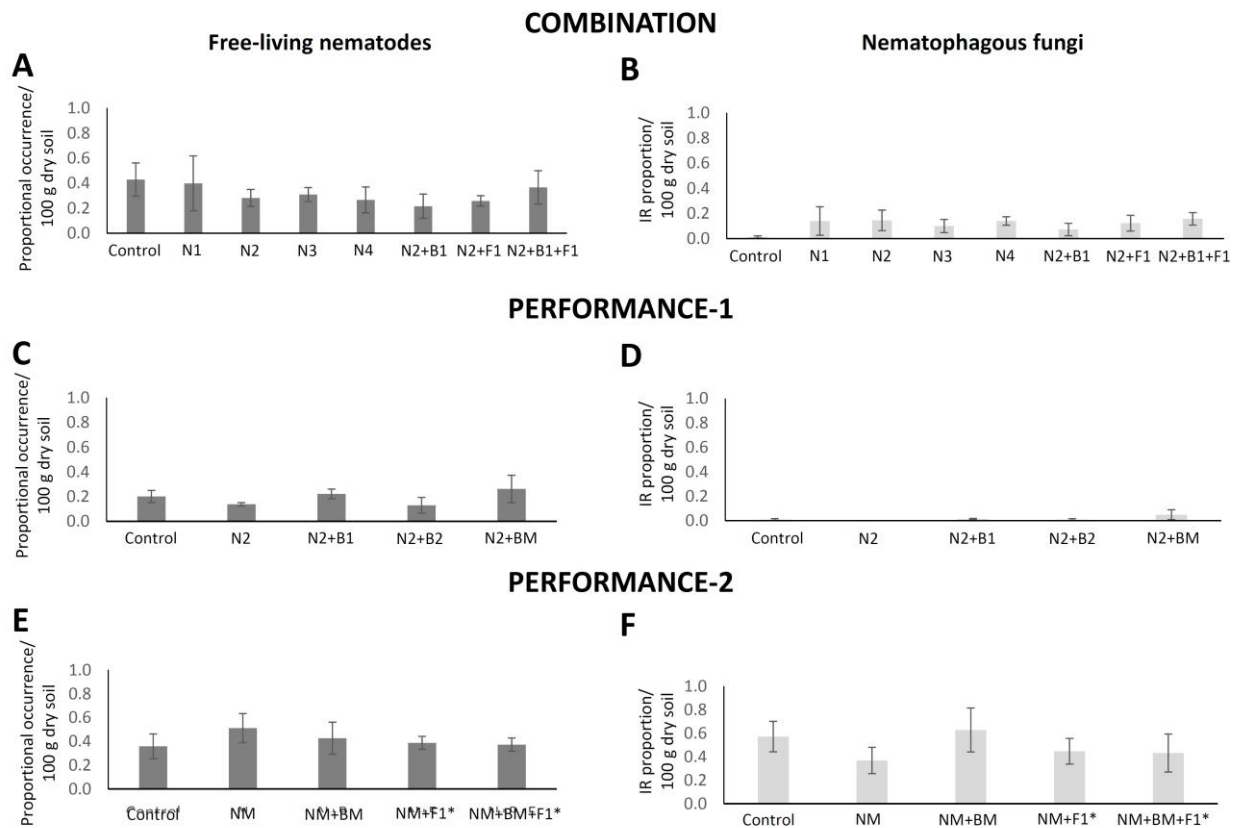 COMBINATION
Free-living nematodes
Nematophagous fungi
A
Proportional occurrence/
100 g dry soil
1.0
0.8
0.6
0.4
0.2
0.0
Control N1 N2 N3 N4 N2+B1 N2+F1 N2+B1+F1
B
IR proportion/
100 g dry soil
1.0
0.8
0.6
0.4
0.2
0.0
Control N1 N2 N3 N4 N2+B1 N2+F1 N2+B1+F1
PERFORMANCE-1
C
Proportional occurrence/
100 g dry soil
1.0
0.8
0.6
0.4
0.2
0.0
Control N2 N2+B1 N2+B2 N2+BM
D
IR proportion/
100 g dry soil
1.0
0.8
0.6
0.4
0.2
0.0
Control N2 N2+B1 N2+B2 N2+BM
PERFORMANCE-2
E
Proportional occurrence/
100 g dry soil
1.0
0.8
0.6
0.4
0.2
0.0
Control NM NM+BM NM+F1* NM+BM+F1*
F
IR proportion/
100 g dry soil
1.0
0.8
0.6
0.4
0.2
0.0
Control NM NM+BM NM+F1* NM+BM+F1*